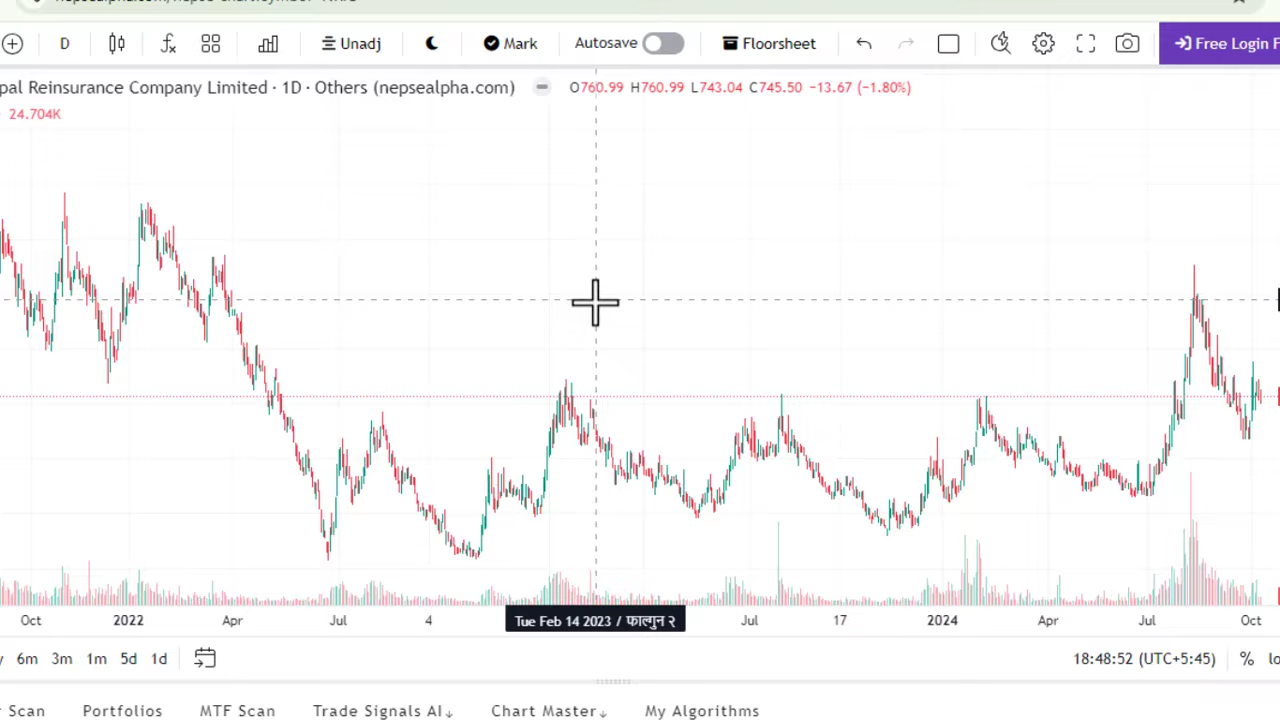 D Unadj Mark Autosave Floorsheet Free Login F
pal Reinsurance Company Limited · 1D · Others (nepsealpha.com) O760.99 H760.99 L743.04 C745.50 −13.67 (−1.80%)
24.704K
Oct 2022 Apr Jul 4 Tue Feb 14 2023 / फाल्गुन २ Jul 17 2024 Apr Jul Oct
y 6m 3m 1m 5d 1d 18:48:52 (UTC+5:45) % lo
r Scan Portfolios MTF Scan Trade Signals AI↓ Chart Master↓ My Algorithms